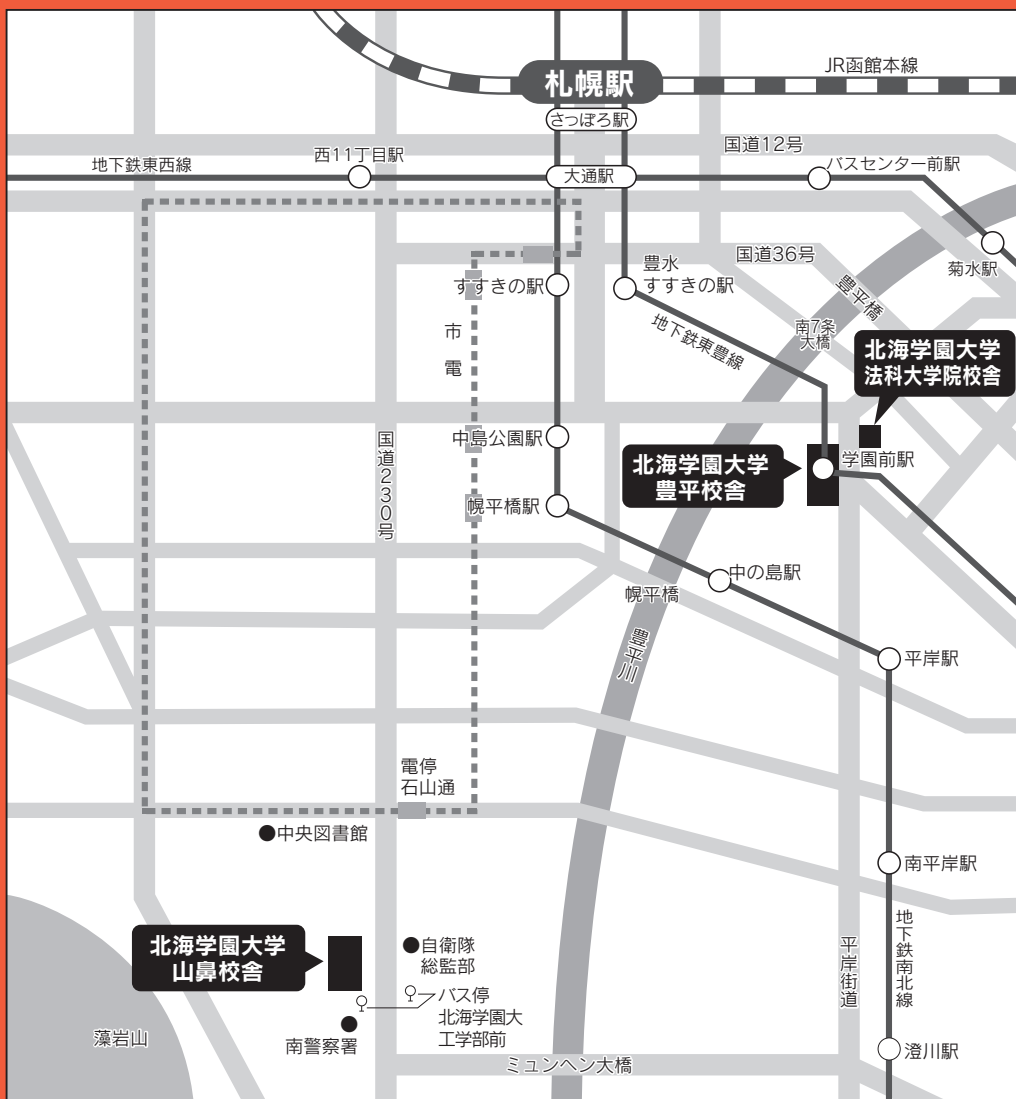 JR函館本線
札幌駅
さっぽろ駅
国道12号
地下鉄東西線
西11丁目駅
大通駅
バスセンター前駅
国道36号
菊水駅
豊水
すすきの駅
すすきの駅
豊平橋
地下鉄東豊線
南7条
大橋
市電
北海学園大学
法科大学院校舎
国道230号
中島公園駅
北海学園大学
豊平校舎
学園前駅
幌平橋駅
中の島駅
幌平橋
豊平川
平岸駅
電停
石山通
中央図書館
南平岸駅
北海学園大学
山鼻校舎
自衛隊
総監部
平岸街道
地下鉄南北線
バス停
北海学園大
工学部前
藻岩山
南警察署
ミュンヘン大橋
澄川駅